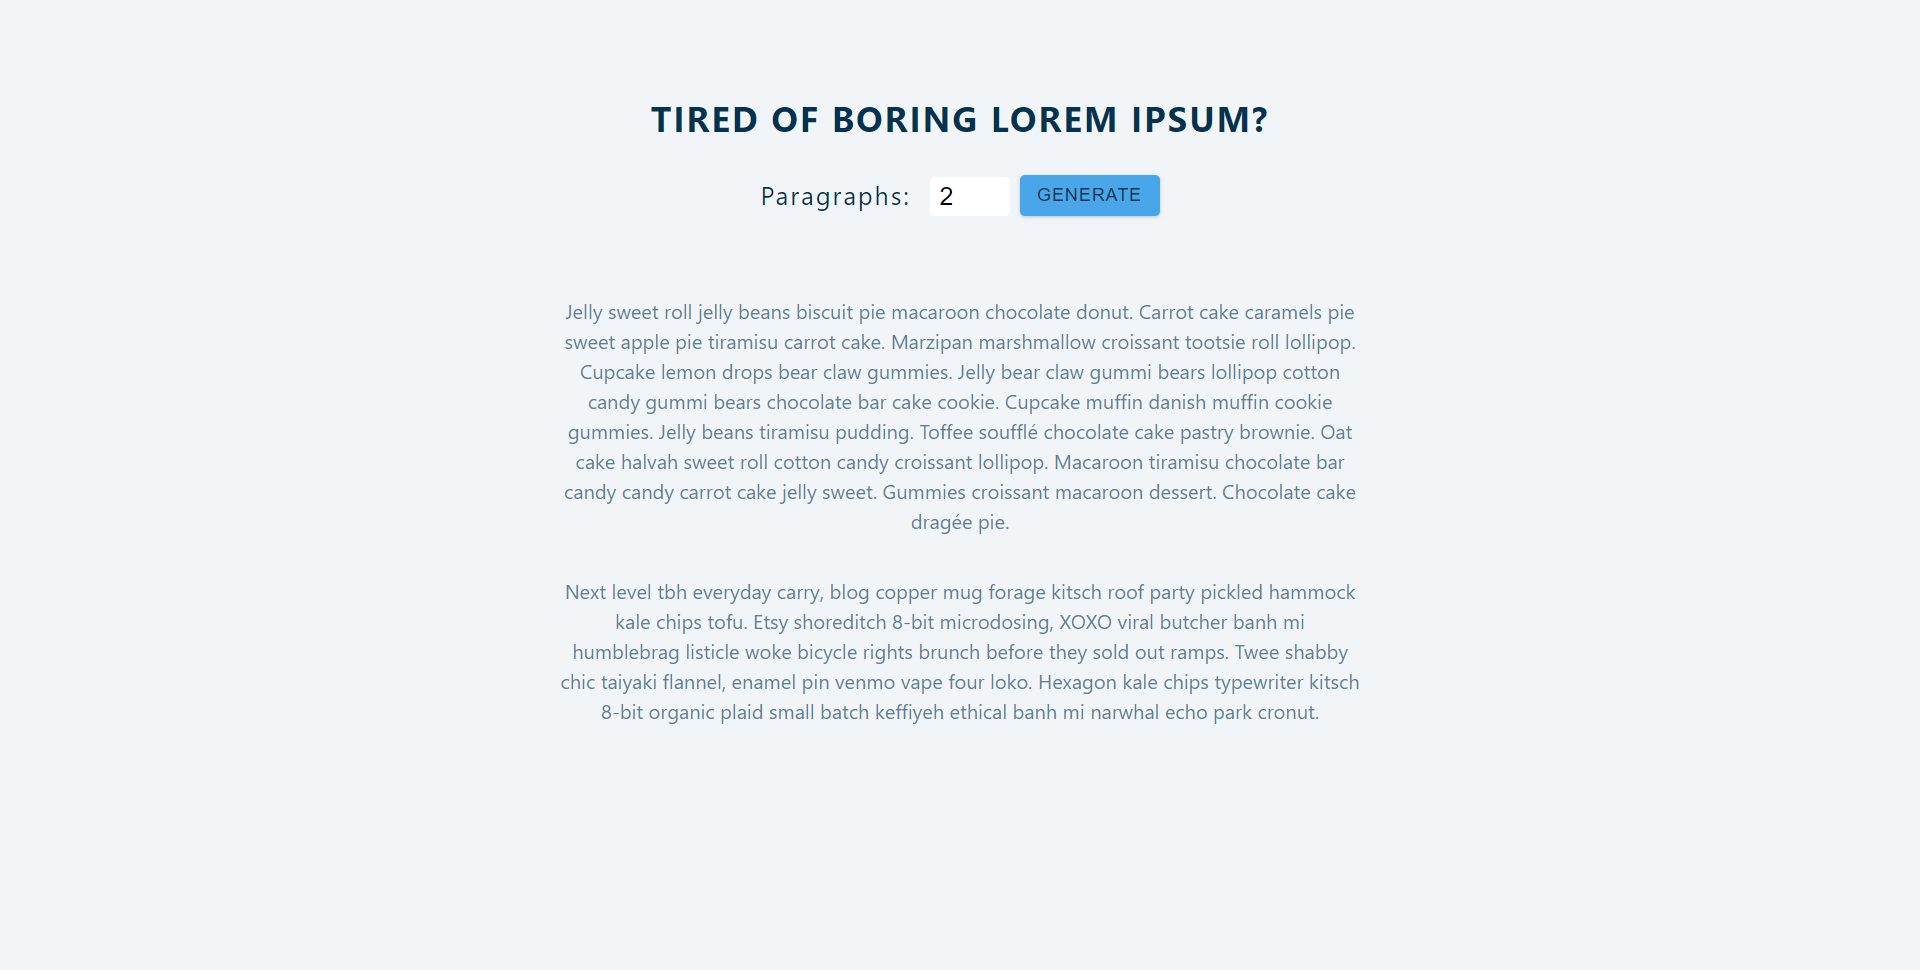 TIRED OF BORING LOREM IPSUM?
Paragraphs: 2 GENERATE
Jelly sweet roll jelly beans biscuit pie macaroon chocolate donut. Carrot cake caramels pie
sweet apple pie tiramisu carrot cake. Marzipan marshmallow croissant tootsie roll lollipop.
Cupcake lemon drops bear claw gummies. Jelly bear claw gummi bears lollipop cotton
candy gummi bears chocolate bar cake cookie. Cupcake muffin danish muffin cookie
gummies. Jelly beans tiramisu pudding. Toffee soufflé chocolate cake pastry brownie. Oat
cake halvah sweet roll cotton candy croissant lollipop. Macaroon tiramisu chocolate bar
candy candy carrot cake jelly sweet. Gummies croissant macaroon dessert. Chocolate cake
dragée pie.
Next level tbh everyday carry, blog copper mug forage kitsch roof party pickled hammock
kale chips tofu. Etsy shoreditch 8-bit microdosing, XOXO viral butcher banh mi
humblebrag listicle woke bicycle rights brunch before they sold out ramps. Twee shabby
chic taiyaki flannel, enamel pin venmo vape four loko. Hexagon kale chips typewriter kitsch
8-bit organic plaid small batch keffiyeh ethical banh mi narwhal echo park cronut.